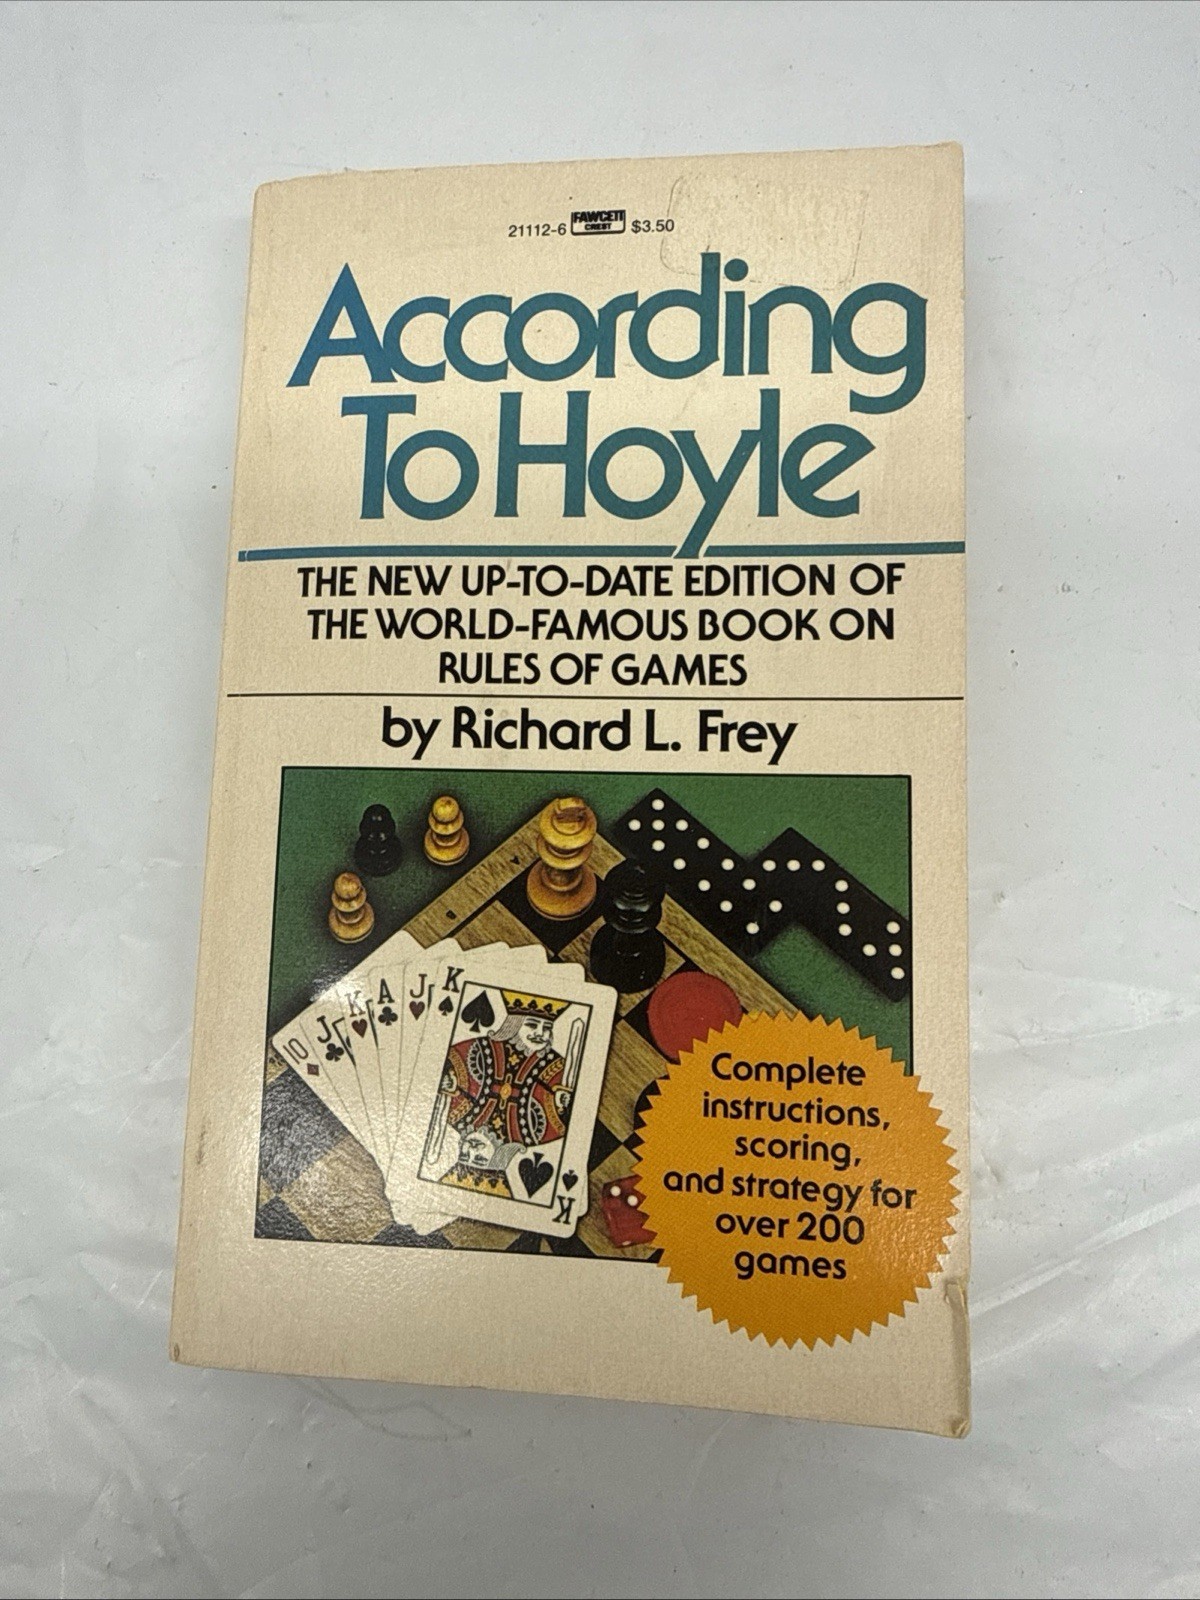 21112-6 FAWCETT CREST $3.50
According
To Hoyle
THE NEW UP-TO-DATE EDITION OF
THE WORLD-FAMOUS BOOK ON
RULES OF GAMES
by Richard L. Frey
10 J K A J K
K
Complete
instructions,
scoring,
and strategy for
over 200
games